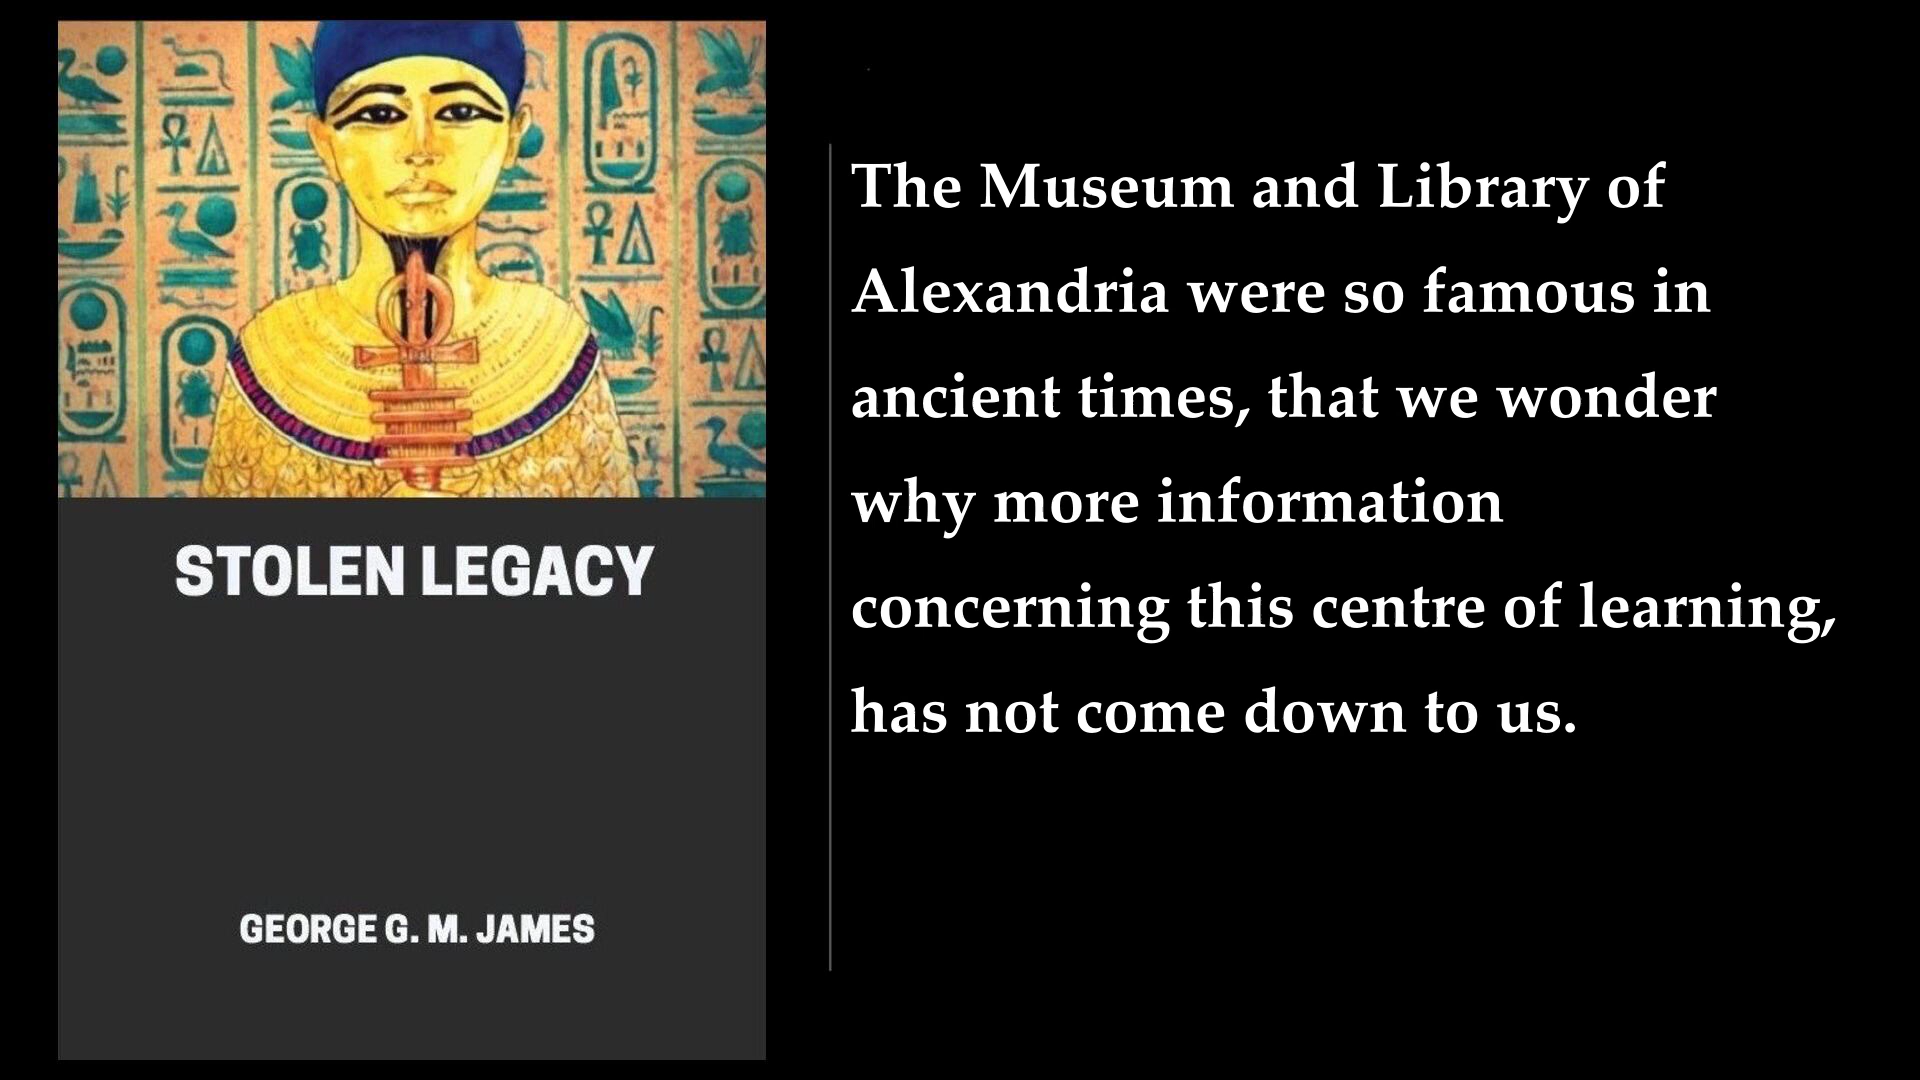 STOLEN LEGACY
GEORGE G. M. JAMES
The Museum and Library of
Alexandria were so famous in
ancient times, that we wonder
why more information
concerning this centre of learning,
has not come down to us.